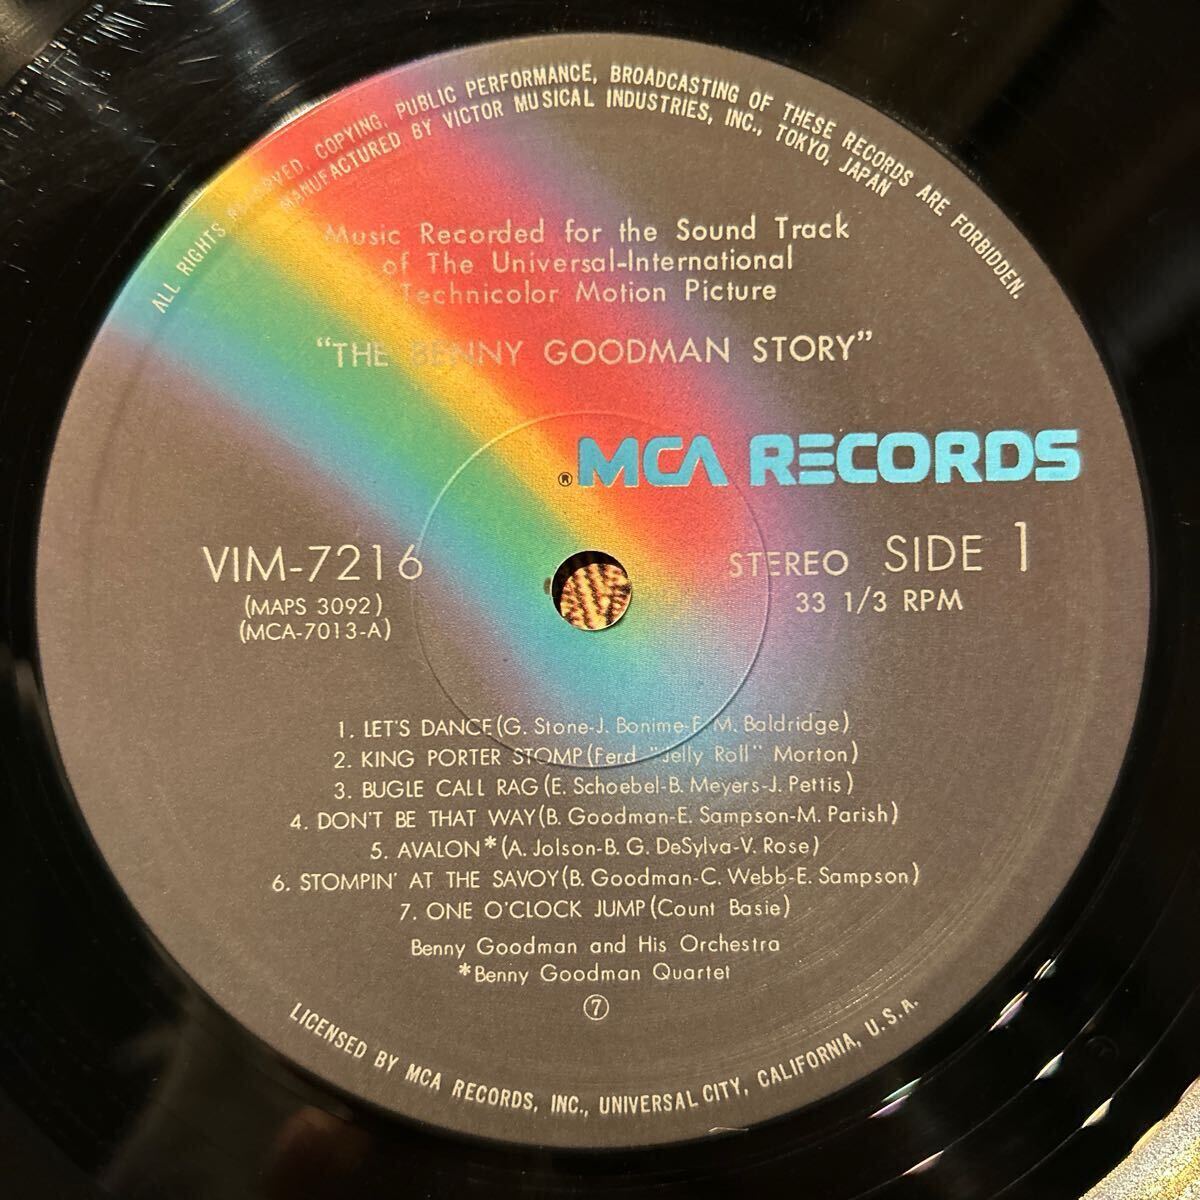 ALL RIGHTS RESERVED. COPYING, PUBLIC PERFORMANCE, BROADCASTING OF THESE RECORDS ARE FORBIDDEN.
MANUFACTURED BY VICTOR MUSICAL INDUSTRIES, INC., TOKYO, JAPAN
Music Recorded for the Sound Track
of The Universal-International
Technicolor Motion Picture
"THE BENNY GOODMAN STORY"
® MCA RECORDS
VIM-7216
(MAPS 3092)
(MCA-7013-A)
STEREO SIDE 1
33 1/3 RPM
1. LET'S DANCE (G. Stone-J. Bonime-F. M. Baldridge)
2. KING PORTER STOMP (Ferd "Jelly Roll" Morton)
3. BUGLE CALL RAG (E. Schoebel-B. Meyers-J. Pettis)
4. DON'T BE THAT WAY (B. Goodman-E. Sampson-M. Parish)
5. AVALON* (A. Jolson-B. G. DeSylva-V. Rose)
6. STOMPIN' AT THE SAVOY (B. Goodman-C. Webb-E. Sampson)
7. ONE O'CLOCK JUMP (Count Basie)
Benny Goodman and His Orchestra
*Benny Goodman Quartet
⑦
LICENSED BY MCA RECORDS, INC., UNIVERSAL CITY, CALIFORNIA, U.S.A.